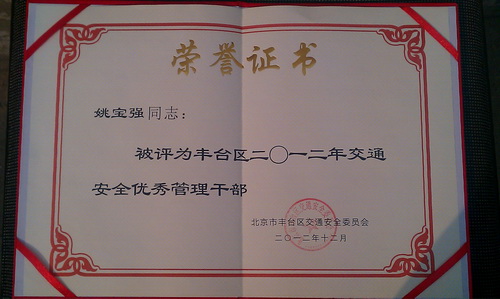 荣誉证书
姚宝强同志：
被评为丰台区二〇一二年交通
安全优秀管理干部
北京市丰台区交通安全委员会
二〇一二年十二月